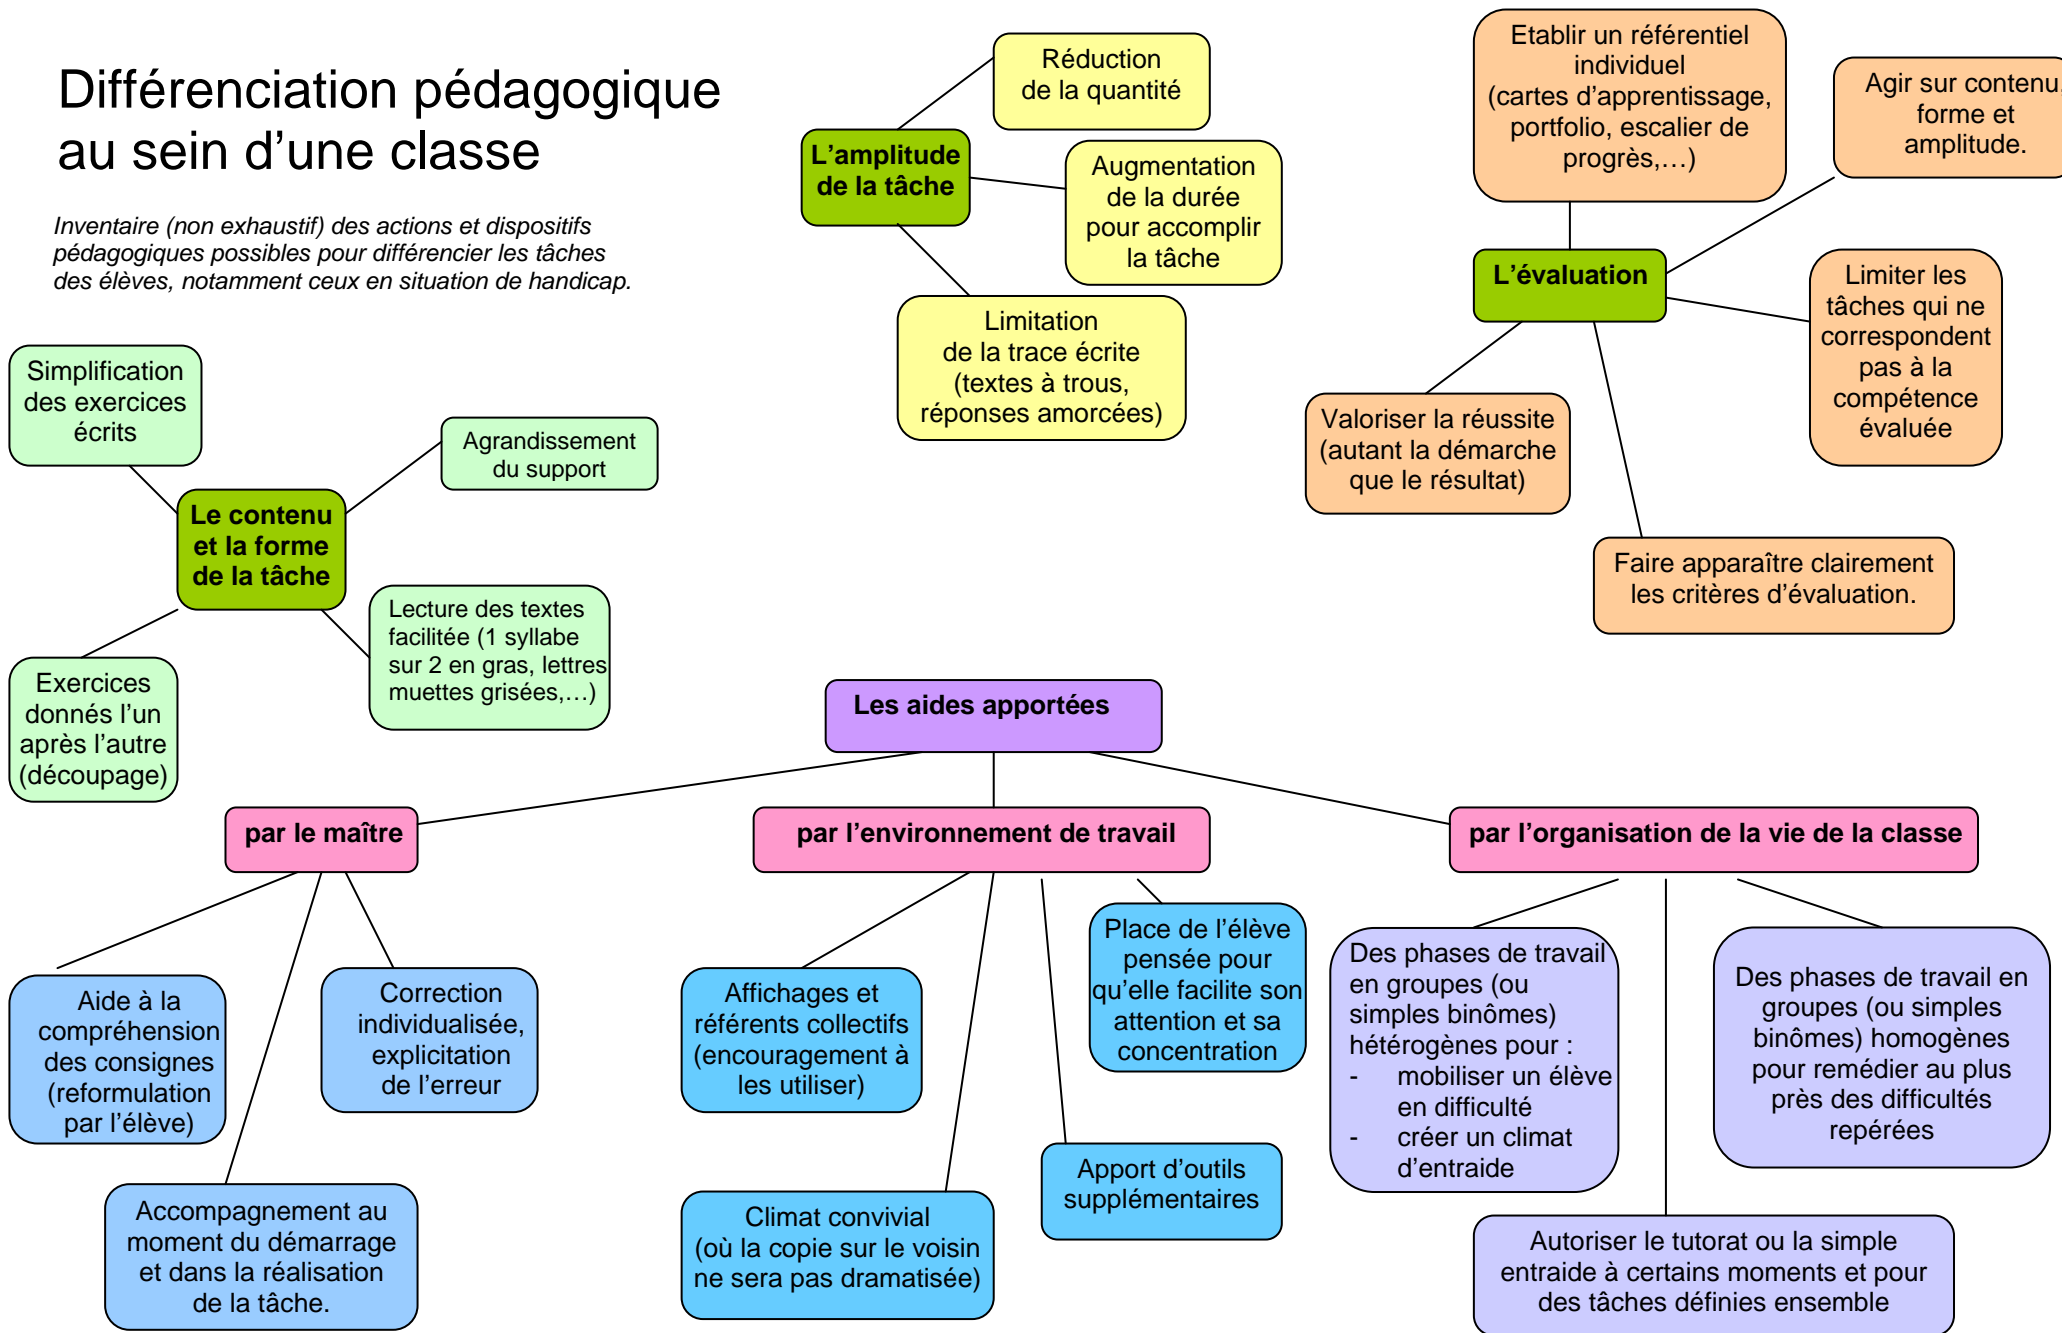 Différenciation pédagogique
au sein d'une classe
Inventaire (non exhaustif) des actions et dispositifs
pédagogiques possibles pour différencier les tâches
des élèves, notamment ceux en situation de handicap.
L'amplitude
de la tâche
Réduction
de la quantité
Augmentation
de la durée
pour accomplir
la tâche
Limitation
de la trace écrite
(textes à trous,
réponses amorcées)
L'évaluation
Etablir un référentiel
individuel
(cartes d'apprentissage,
portfolio, escalier de
progrès,…)
Agir sur contenu,
forme et
amplitude.
Limiter les
tâches qui ne
correspondent
pas à la
compétence
évaluée
Valoriser la réussite
(autant la démarche
que le résultat)
Faire apparaître clairement
les critères d'évaluation.
Le contenu
et la forme
de la tâche
Simplification
des exercices
écrits
Agrandissement
du support
Lecture des textes
facilitée (1 syllabe
sur 2 en gras, lettres
muettes grisées,…)
Exercices
donnés l'un
après l'autre
(découpage)
Les aides apportées
par le maître
Aide à la
compréhension
des consignes
(reformulation
par l'élève)
Correction
individualisée,
explicitation
de l'erreur
Accompagnement au
moment du démarrage
et dans la réalisation
de la tâche.
par l'environnement de travail
Affichages et
référents collectifs
(encouragement à
les utiliser)
Place de l'élève
pensée pour
qu'elle facilite son
attention et sa
concentration
Climat convivial
(où la copie sur le voisin
ne sera pas dramatisée)
Apport d'outils
supplémentaires
par l'organisation de la vie de la classe
Des phases de travail
en groupes (ou
simples binômes)
hétérogènes pour :
- mobiliser un élève
en difficulté
- créer un climat
d'entraide
Des phases de travail en
groupes (ou simples
binômes) homogènes
pour remédier au plus
près des difficultés
repérées
Autoriser le tutorat ou la simple
entraide à certains moments et pour
des tâches définies ensemble